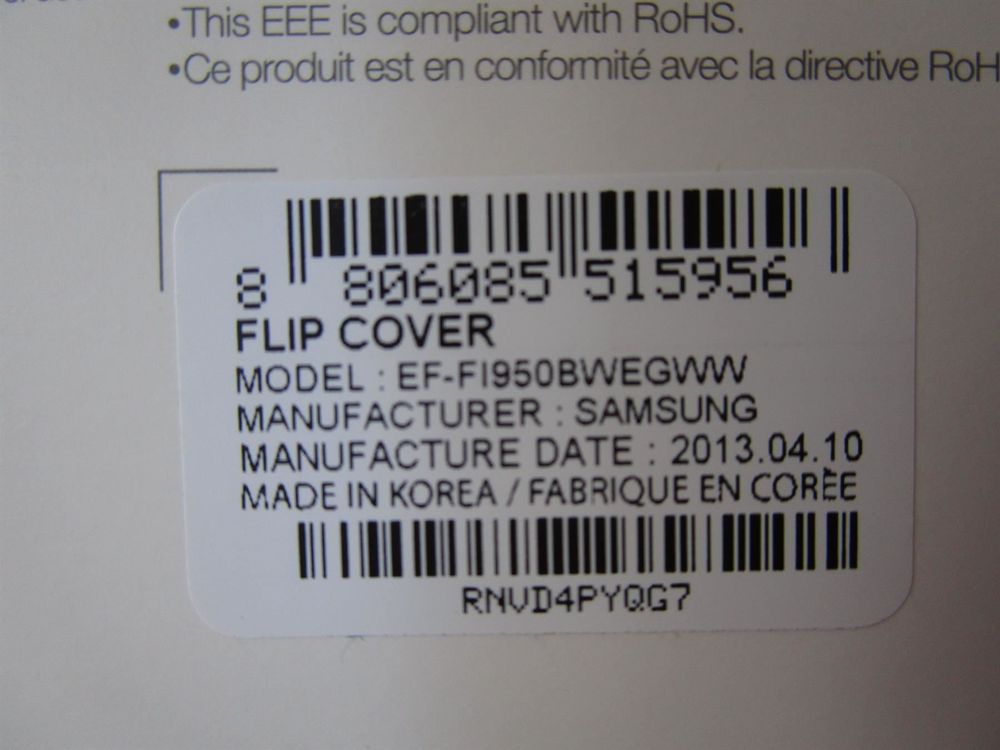 •This EEE is compliant with RoHS.
•Ce produit est en conformité avec la directive RoH
8 806085 515956
FLIP COVER
MODEL : EF-FI950BWEGWW
MANUFACTURER : SAMSUNG
MANUFACTURE DATE : 2013.04.10
MADE IN KOREA / FABRIQUE EN CORÈE
RNVD4PYQG7